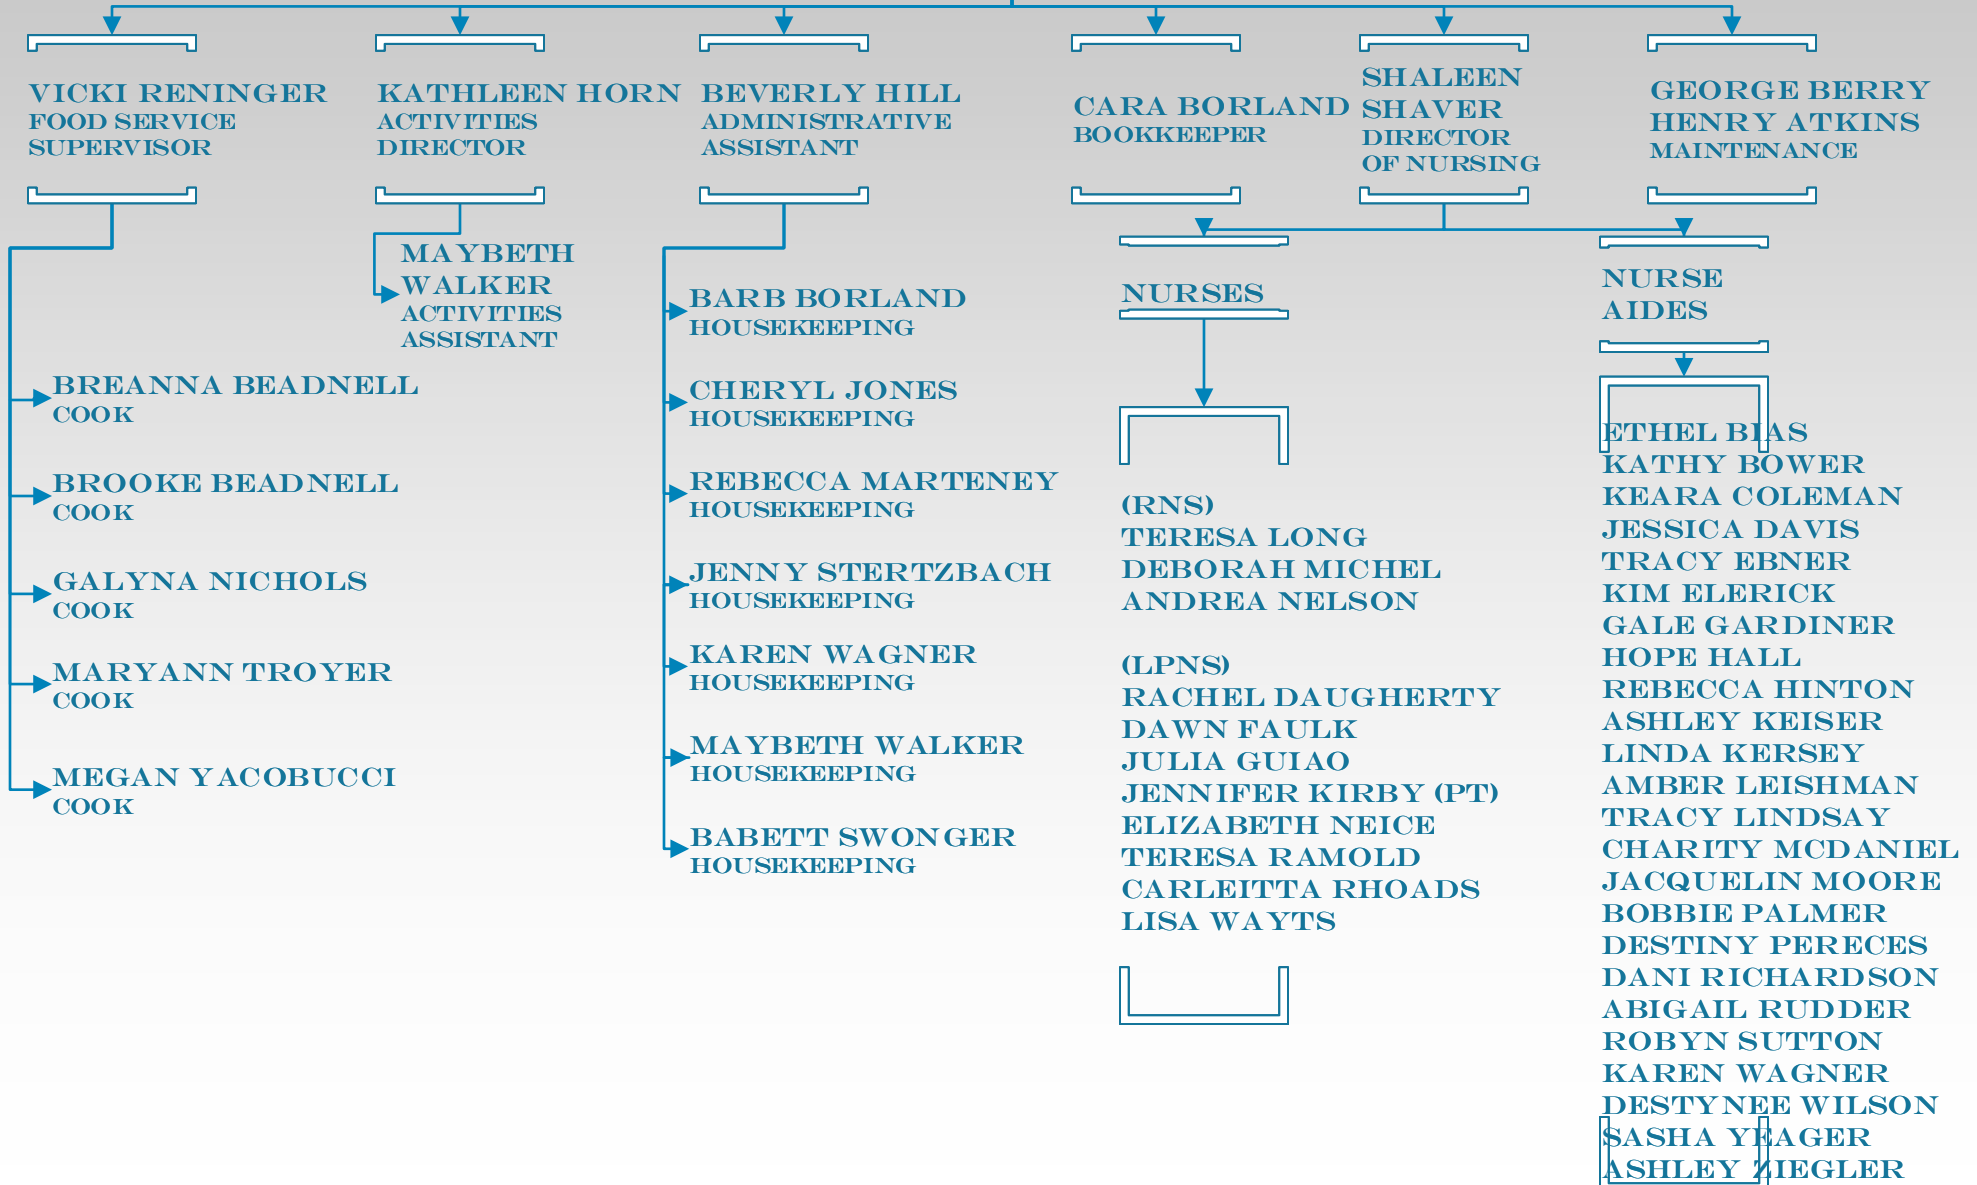 VICKI RENINGER
FOOD SERVICE
SUPERVISOR
KATHLEEN HORN
ACTIVITIES
DIRECTOR
BEVERLY HILL
ADMINISTRATIVE
ASSISTANT
CARA BORLAND
BOOKKEEPER
SHALEEN
SHAVER
DIRECTOR
OF NURSING
GEORGE BERRY
HENRY ATKINS
MAINTENANCE
BREANNA BEADNELL
COOK
BROOKE BEADNELL
COOK
GALYNA NICHOLS
COOK
MARYANN TROYER
COOK
MEGAN YACOBUCCI
COOK
MAYBETH
WALKER
ACTIVITIES
ASSISTANT
BARB BORLAND
HOUSEKEEPING
CHERYL JONES
HOUSEKEEPING
REBECCA MARTENEY
HOUSEKEEPING
JENNY STERTZBACH
HOUSEKEEPING
KAREN WAGNER
HOUSEKEEPING
MAYBETH WALKER
HOUSEKEEPING
BABETT SWONGER
HOUSEKEEPING
NURSES
(RNS)
TERESA LONG
DEBORAH MICHEL
ANDREA NELSON
(LPNS)
RACHEL DAUGHERTY
DAWN FAULK
JULIA GUIAO
JENNIFER KIRBY (PT)
ELIZABETH NEICE
TERESA RAMOLD
CARLEITTA RHOADS
LISA WAYTS
NURSE
AIDES
ETHEL BIAS
KATHY BOWER
KEARA COLEMAN
JESSICA DAVIS
TRACY EBNER
KIM ELERICK
GALE GARDINER
HOPE HALL
REBECCA HINTON
ASHLEY KEISER
LINDA KERSEY
AMBER LEISHMAN
TRACY LINDSAY
CHARITY MCDANIEL
JACQUELIN MOORE
BOBBIE PALMER
DESTINY PERECES
DANI RICHARDSON
ABIGAIL RUDDER
ROBYN SUTTON
KAREN WAGNER
DESTYNEE WILSON
SASHA YEAGER
ASHLEY ZIEGLER